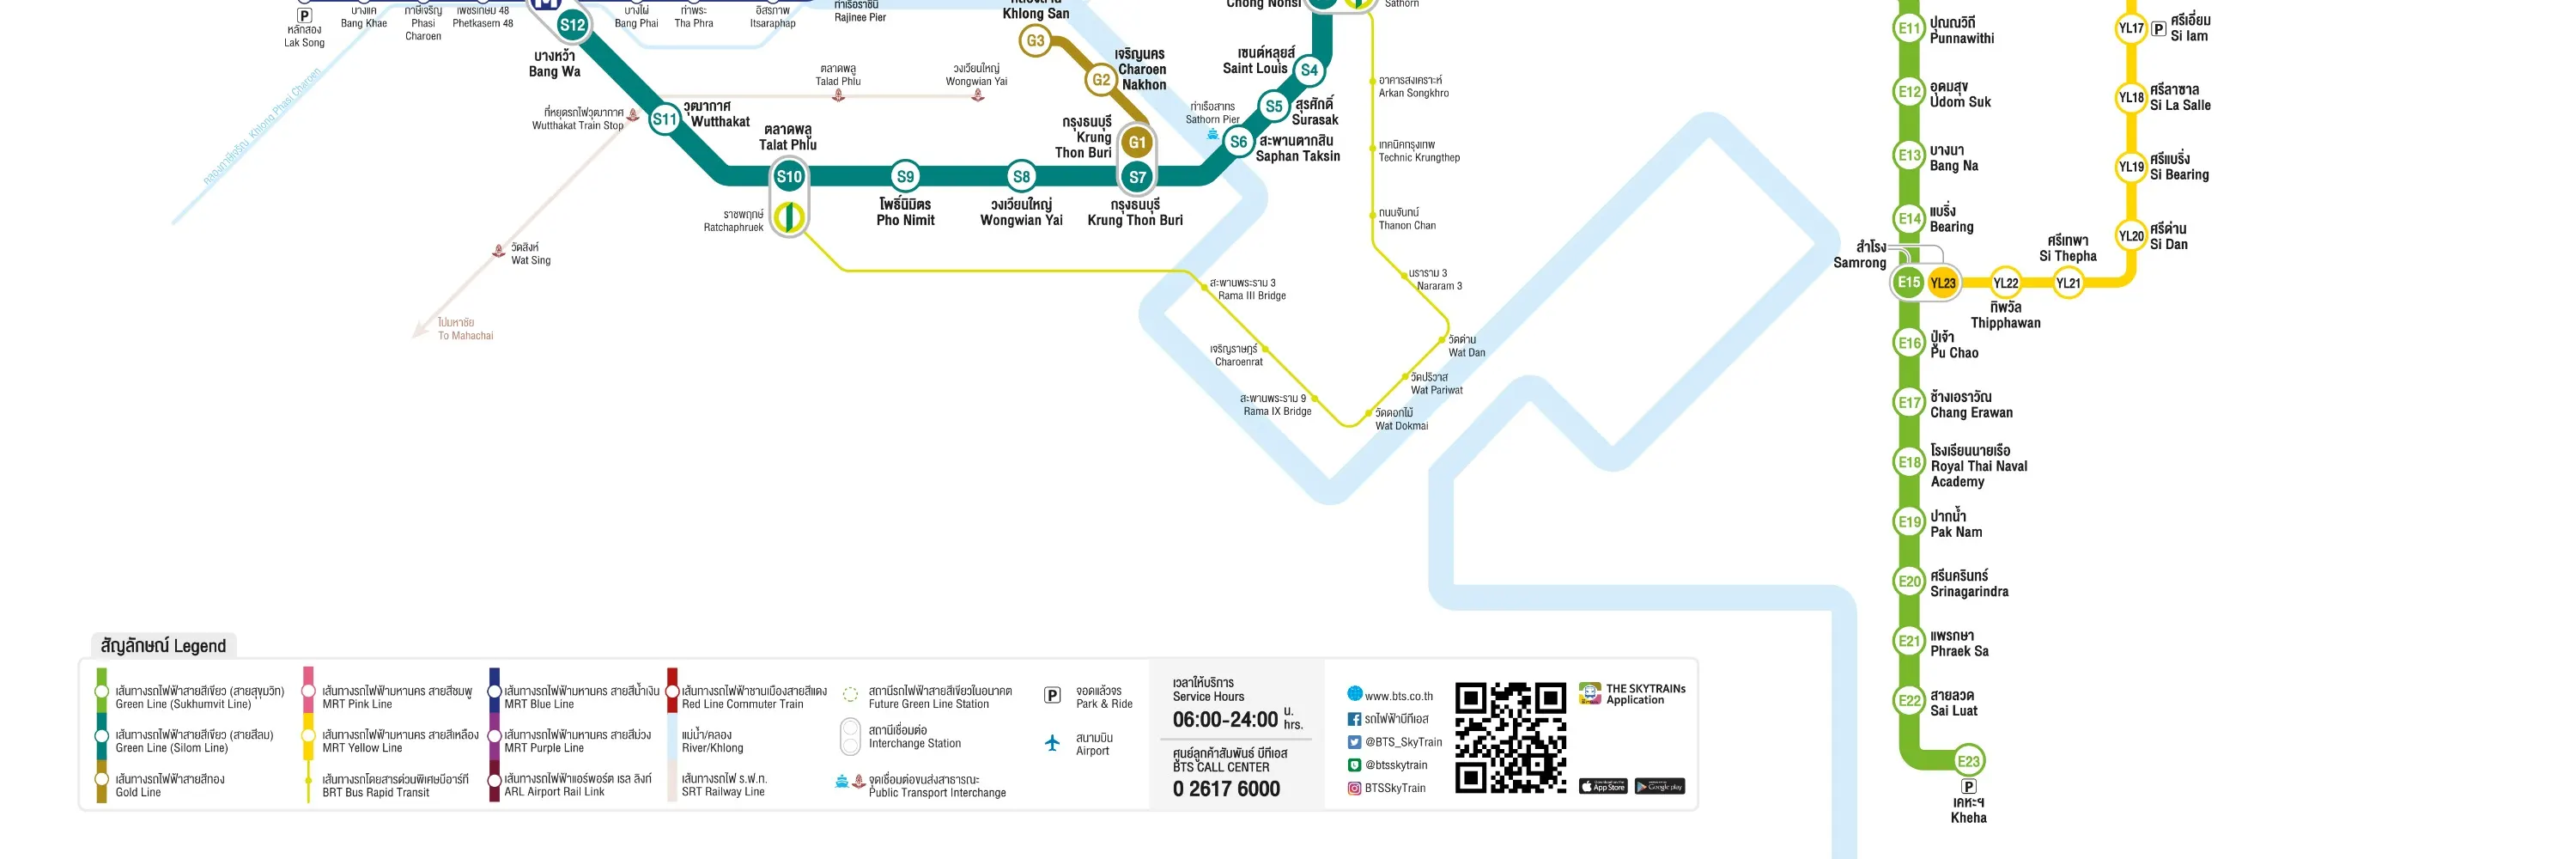 หลักสอง
Lak Song
บางแค
Bang Khae
ภาษีเจริญ
Phasi
Charoen
เพชรเกษม 48
Phetkasem 48
S12
บางหว้า
Bang Wa
บางไผ่
Bang Phai
ท่าพระ
Tha Phra
อิสรภาพ
Itsaraphap
ท่าเรือราชินี
Rajinee Pier
Khlong San
G3
G2
เจริญนคร
Charoen
Nakhon
Chong Nonsi
Sathorn
เซนต์หลุยส์
Saint Louis
S4
S5
สุรศักดิ์
Surasak
ท่าเรือสาทร
Sathorn Pier
S6
สะพานตากสิน
Saphan Taksin
คลองภาษีเจริญ Khlong Phasi Charoen
ตลาดพลู
Talad Phlu
วงเวียนใหญ่
Wongwian Yai
ที่หยุดรถไฟวุฒากาศ
Wutthakat Train Stop
S11
วุฒากาศ
Wutthakat
ตลาดพลู
Talat Phlu
S10
ราชพฤกษ์
Ratchaphruek
S9
โพธิ์นิมิตร
Pho Nimit
S8
วงเวียนใหญ่
Wongwian Yai
กรุงธนบุรี
Krung
Thon Buri
G1
S7
กรุงธนบุรี
Krung Thon Buri
วัดสิงห์
Wat Sing
ไปมหาชัย
To Mahachai
อาคารสงเคราะห์
Arkan Songkhro
เทคนิคกรุงเทพ
Technic Krungthep
ถนนจันทน์
Thanon Chan
นราราม 3
Nararam 3
วัดด่าน
Wat Dan
วัดปริวาส
Wat Pariwat
วัดดอกไม้
Wat Dokmai
สะพานพระราม 9
Rama IX Bridge
เจริญราษฎร์
Charoenrat
สะพานพระราม 3
Rama III Bridge
E11
ปุณณวิถี
Punnawithi
E12
อุดมสุข
Udom Suk
E13
บางนา
Bang Na
E14
แบริ่ง
Bearing
สำโรง
Samrong
E15
YL23
YL22
ทิพวัล
Thipphawan
ศรีเทพา
Si Thepha
YL21
YL20
ศรีด่าน
Si Dan
YL19
ศรีแบริ่ง
Si Bearing
YL18
ศรีลาซาล
Si La Salle
YL17
P
ศรีเอี่ยม
Si Iam
E16
ปู่เจ้า
Pu Chao
E17
ช้างเอราวัณ
Chang Erawan
E18
โรงเรียนนายเรือ
Royal Thai Naval
Academy
E19
ปากน้ำ
Pak Nam
E20
ศรีนครินทร์
Srinagarindra
E21
แพรกษา
Phraek Sa
E22
สายลวด
Sai Luat
E23
P
เคหะฯ
Kheha
สัญลักษณ์ Legend
เส้นทางรถไฟฟ้าสายสีเขียว (สายสุขุมวิท)
Green Line (Sukhumvit Line)
เส้นทางรถไฟฟ้าสายสีเขียว (สายสีลม)
Green Line (Silom Line)
เส้นทางรถไฟฟ้าสายสีทอง
Gold Line
เส้นทางรถไฟฟ้ามหานคร สายสีชมพู
MRT Pink Line
เส้นทางรถไฟฟ้ามหานคร สายสีเหลือง
MRT Yellow Line
เส้นทางรถโดยสารด่วนพิเศษบีอาร์ที
BRT Bus Rapid Transit
เส้นทางรถไฟฟ้ามหานคร สายสีน้ำเงิน
MRT Blue Line
เส้นทางรถไฟฟ้ามหานคร สายสีม่วง
MRT Purple Line
เส้นทางรถไฟฟ้าแอร์พอร์ต เรล ลิงก์
ARL Airport Rail Link
เส้นทางรถไฟฟ้าชานเมืองสายสีแดง
Red Line Commuter Train
แม่น้ำ/คลอง
River/Khlong
เส้นทางรถไฟ ร.ฟ.ท.
SRT Railway Line
สถานีรถไฟฟ้าสายสีเขียวในอนาคต
Future Green Line Station
สถานีเชื่อมต่อ
Interchange Station
จุดเชื่อมต่อขนส่งสาธารณะ
Public Transport Interchange
P
จอดแล้วจร
Park & Ride
สนามบิน
Airport
เวลาให้บริการ
Service Hours
06:00-24:00 น.
hrs.
ศูนย์ลูกค้าสัมพันธ์ บีทีเอส
BTS CALL CENTER
0 2617 6000
www.bts.co.th
รถไฟฟ้าบีทีเอส
@BTS_SkyTrain
@btsskytrain
BTSSkyTrain
THE SKYTRAINs
Application
App Store
Google play